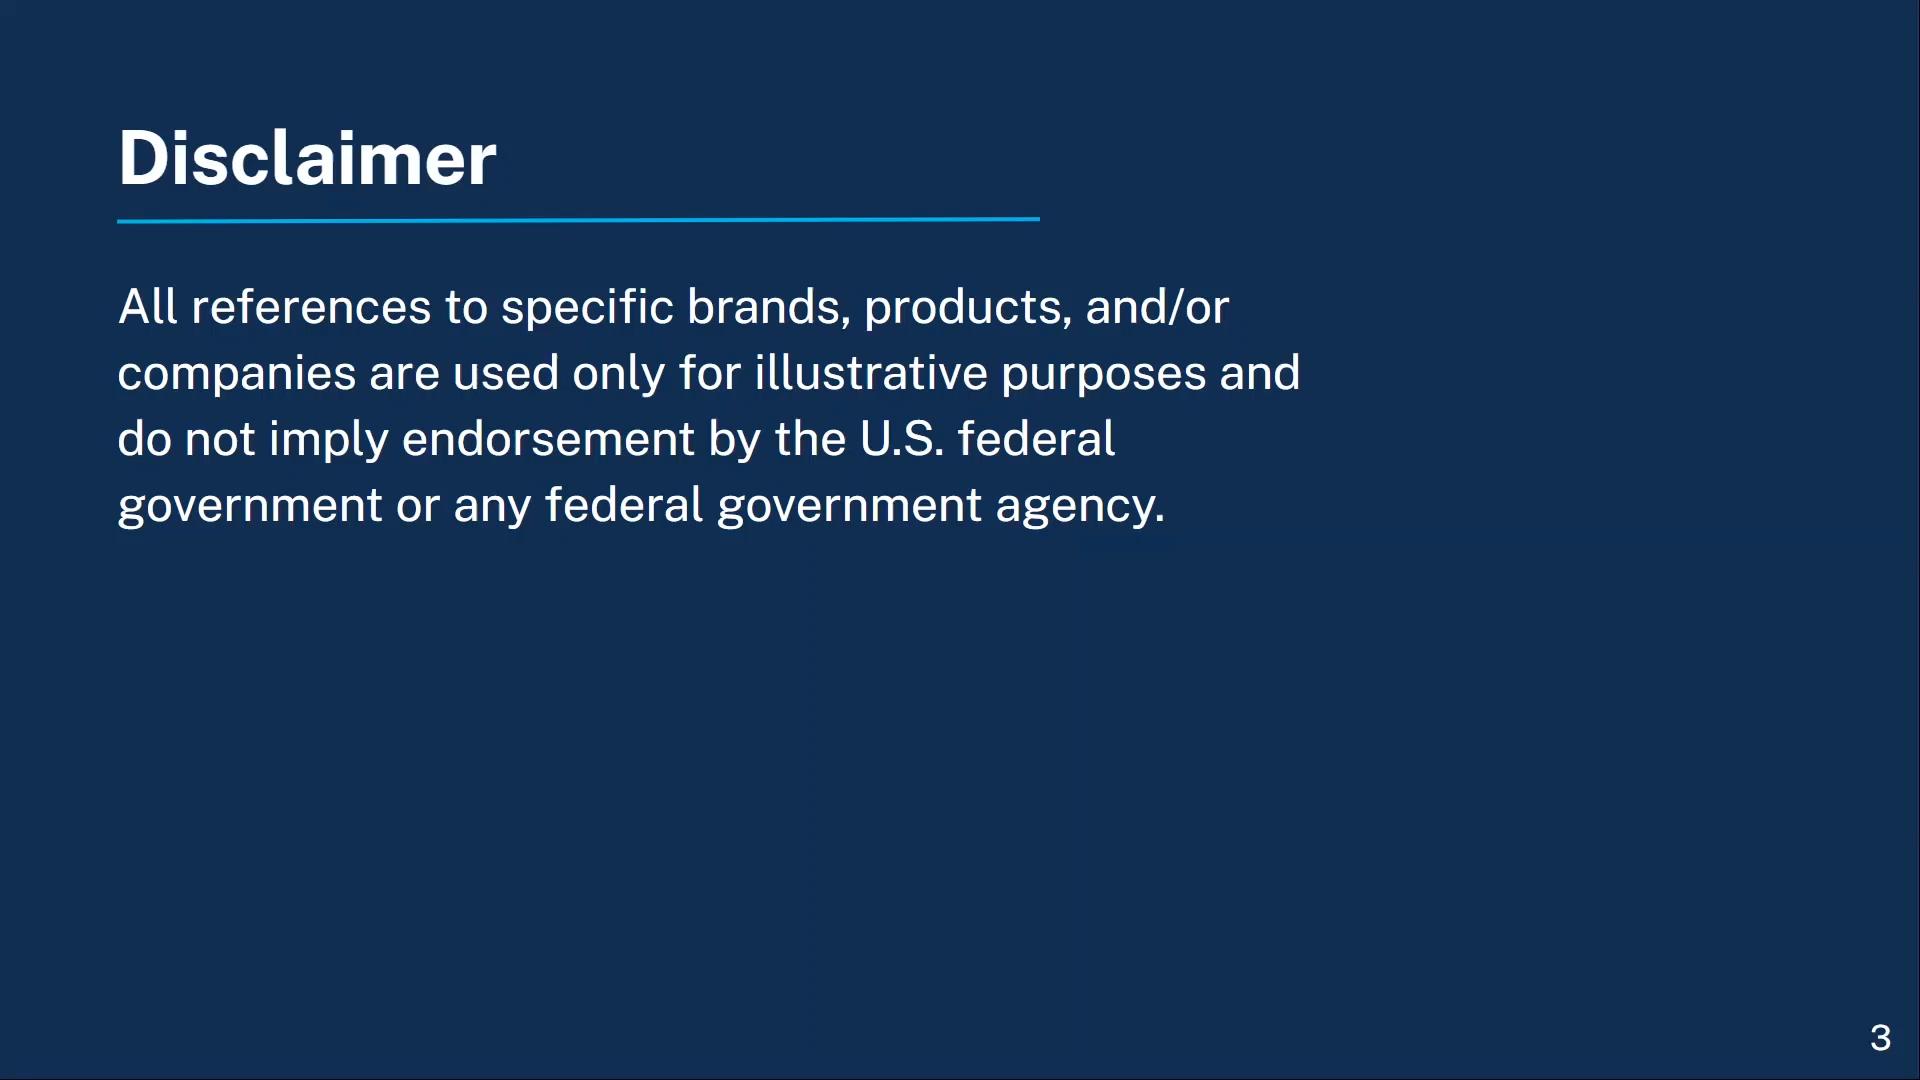 Disclaimer
All references to specific brands, products, and/or
companies are used only for illustrative purposes and
do not imply endorsement by the U.S. federal
government or any federal government agency.
3